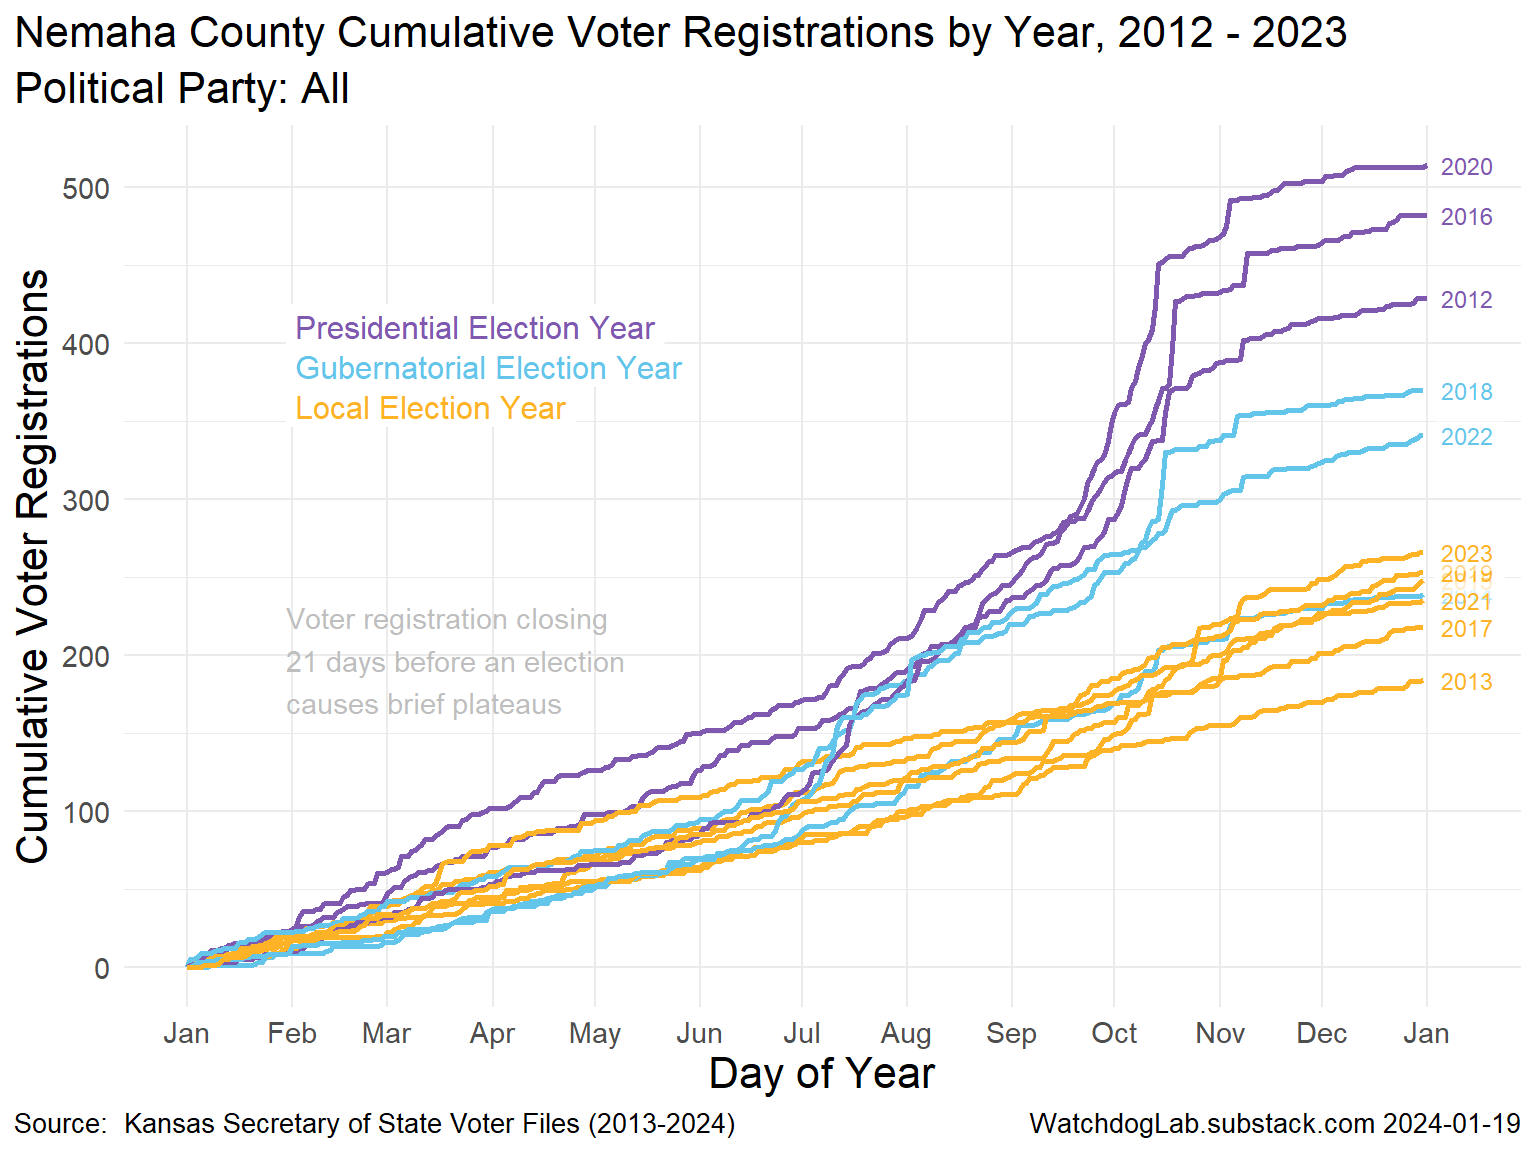 Nemaha County Cumulative Voter Registrations by Year, 2012 - 2023
Political Party: All
Cumulative Voter Registrations
500
400
300
200
100
0
Presidential Election Year
Gubernatorial Election Year
Local Election Year
Voter registration closing
21 days before an election
causes brief plateaus
2020
2016
2012
2018
2022
2023
2019
2021
2017
2013
Jan Feb Mar Apr May Jun Jul Aug Sep Oct Nov Dec Jan
Day of Year
Source: Kansas Secretary of State Voter Files (2013-2024)
WatchdogLab.substack.com 2024-01-19